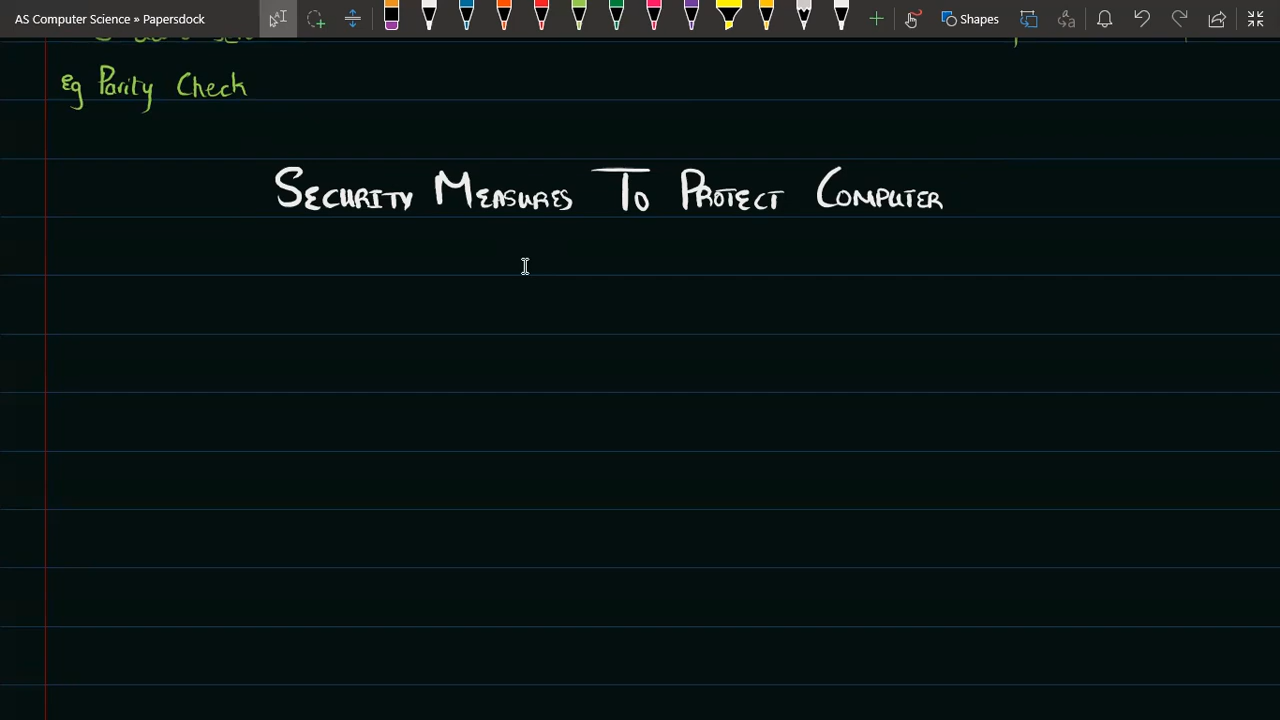 AS Computer Science » Papersdock
Shapes
eg Parity Check
SECURITY MEASURES TO PROTECT COMPUTER